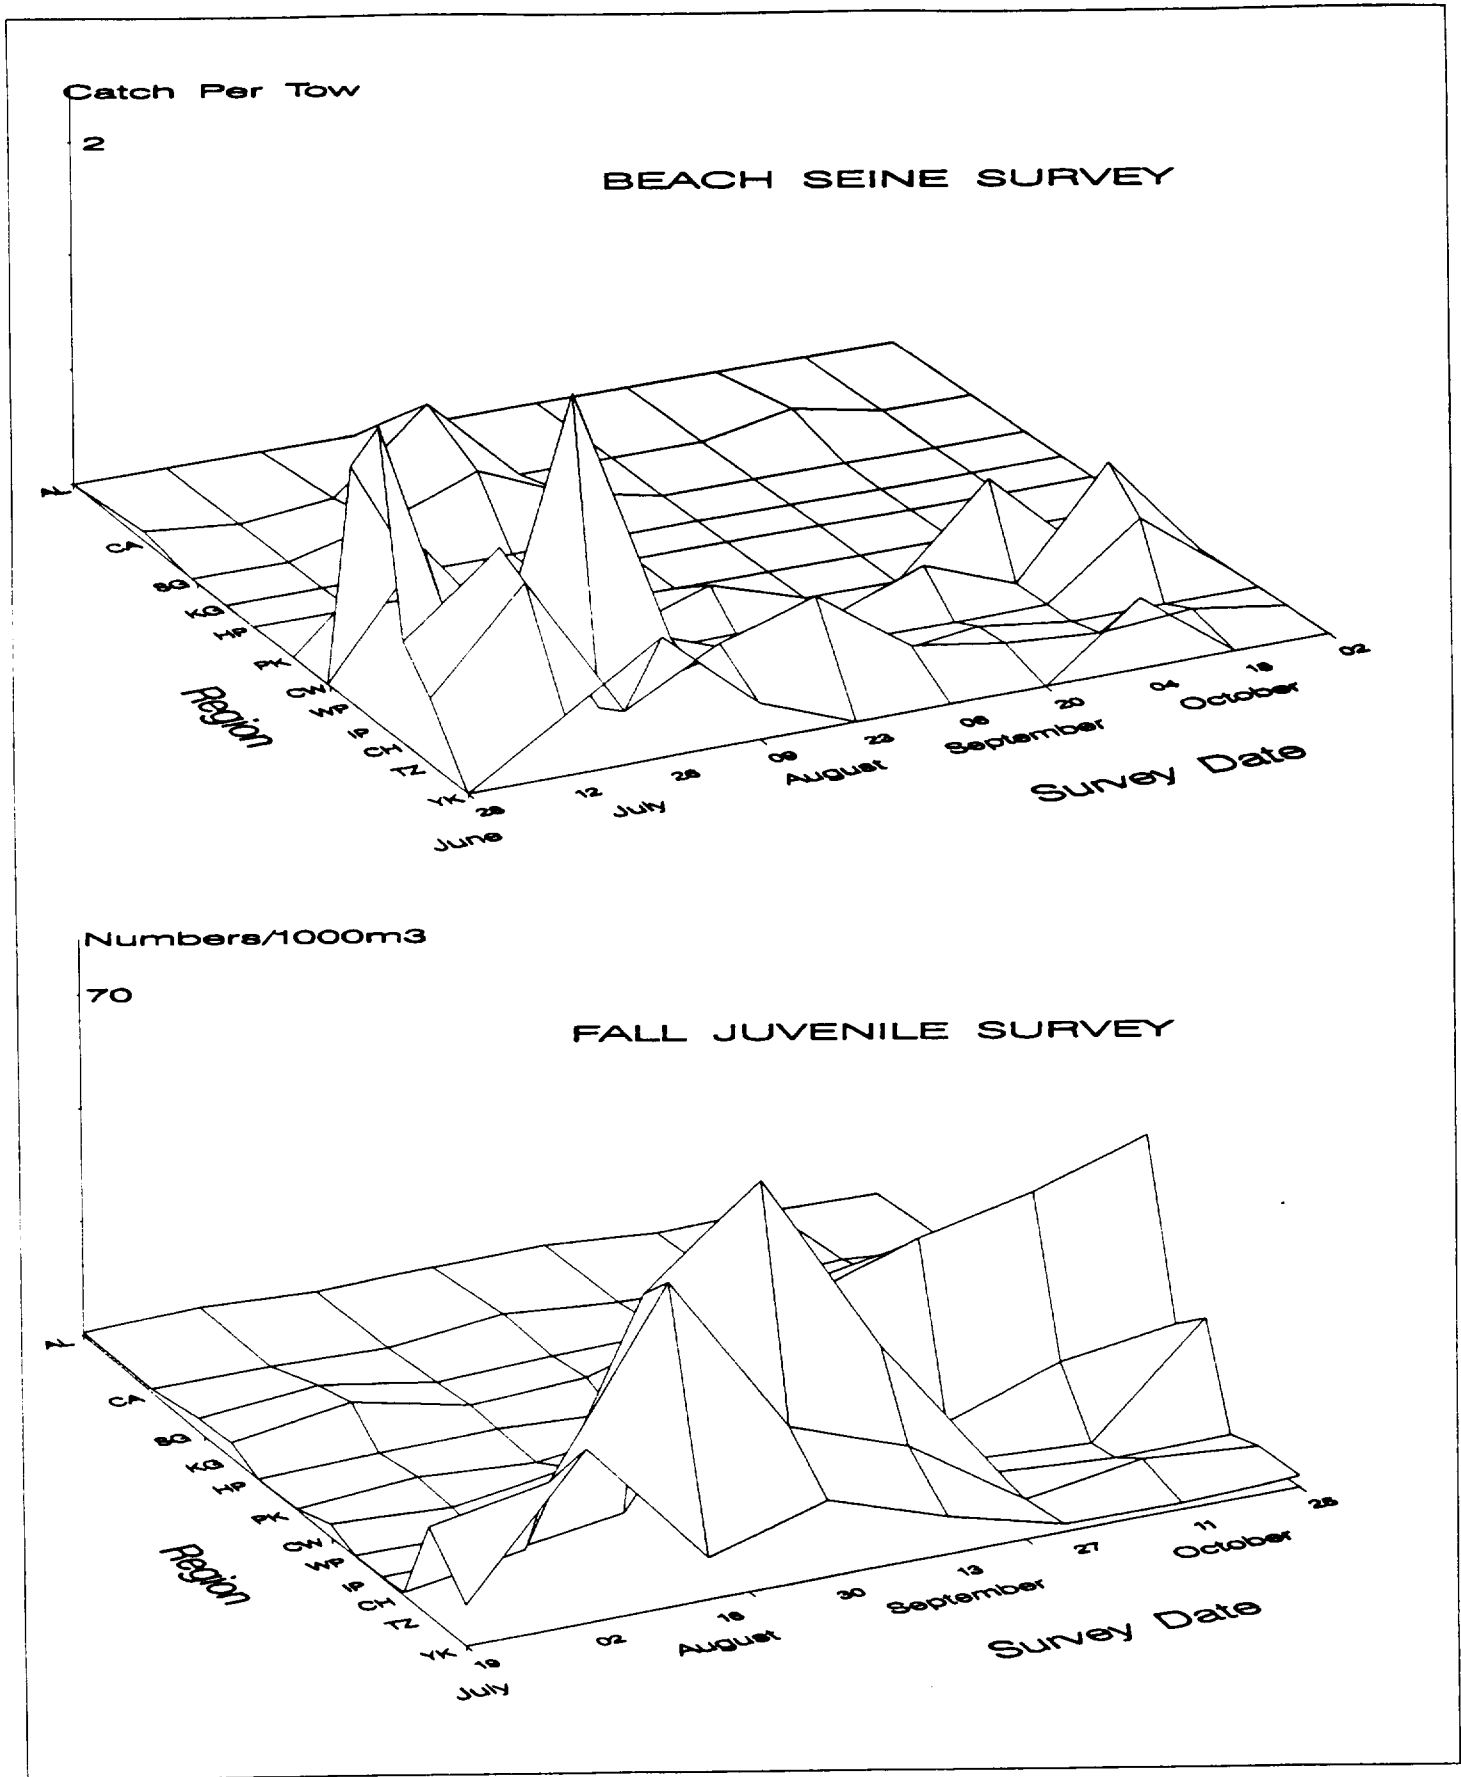 Catch Per Tow
2
BEACH SEINE SURVEY
AL
CA
SG
KG
HP
PK
CW
WP
IP
CH
TZ
YK
Region
28 12 26 09 23 06 20 04 18 02
June July August September October
Survey Date
Numbers/1000m3
70
FALL JUVENILE SURVEY
AL
CA
SG
KG
HP
PK
CW
WP
IP
CH
TZ
YK
Region
19 02 16 30 13 27 11 25
July August September October
Survey Date